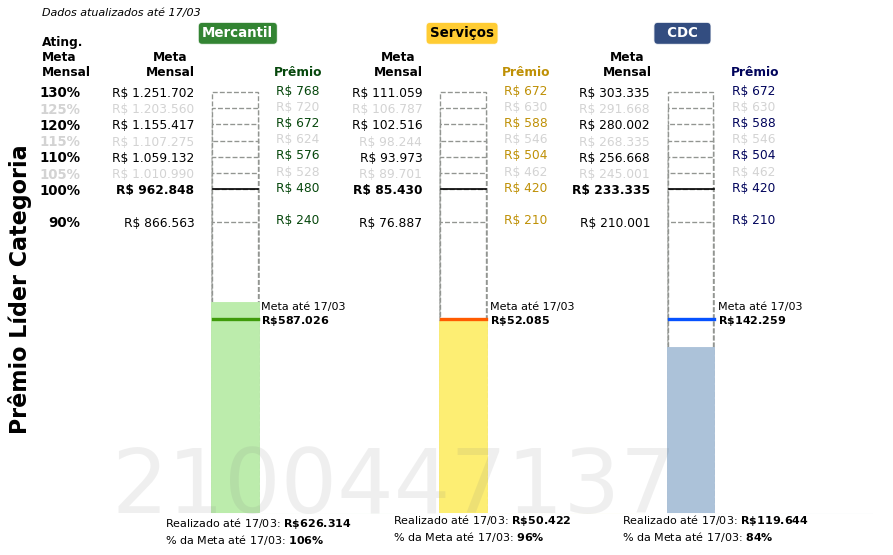 Dados atualizados até 17/03
Mercantil Serviços CDC
Ating. Meta Mensal Meta Mensal Prêmio Meta Mensal Prêmio Meta Mensal Prêmio
130% R$ 1.251.702 R$ 768 R$ 111.059 R$ 672 R$ 303.335 R$ 672
125% R$ 1.203.560 R$ 720 R$ 106.787 R$ 630 R$ 291.668 R$ 630
120% R$ 1.155.417 R$ 672 R$ 102.516 R$ 588 R$ 280.002 R$ 588
115% R$ 1.107.275 R$ 624 R$ 98.244 R$ 546 R$ 268.335 R$ 546
110% R$ 1.059.132 R$ 576 R$ 93.973 R$ 504 R$ 256.668 R$ 504
105% R$ 1.010.990 R$ 528 R$ 89.701 R$ 462 R$ 245.001 R$ 462
100% R$ 962.848 R$ 480 R$ 85.430 R$ 420 R$ 233.335 R$ 420
90% R$ 866.563 R$ 240 R$ 76.887 R$ 210 R$ 210.001 R$ 210
Prêmio Líder Categoria
Meta até 17/03 Meta até 17/03 Meta até 17/03
R$587.026 R$52.085 R$142.259
2100447137
Realizado até 17/03: R$626.314 Realizado até 17/03: R$50.422 Realizado até 17/03: R$119.644
% da Meta até 17/03: 106% % da Meta até 17/03: 96% % da Meta até 17/03: 84%